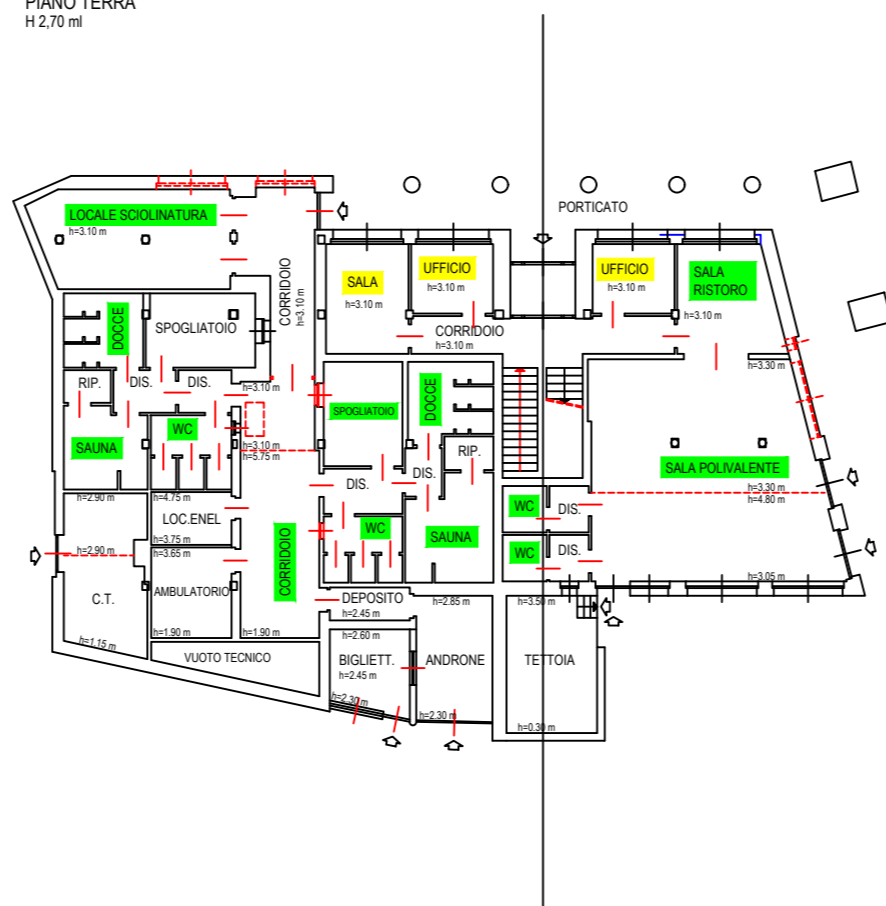 PIANO TERRA
H 2,70 ml
PORTICATO
LOCALE SCIOLINATURA
h=3.10 m
CORRIDOIO
h=3.10 m
SALA
h=3.10 m
UFFICIO
h=3.10 m
UFFICIO
h=3.10 m
SALA
RISTORO
h=3.10 m
CORRIDOIO
h=3.10 m
DOCCE
SPOGLIATOIO
h=3.30 m
RIP.
DIS.
DIS.
h=3.10 m
SPOGLIATOIO
DOCCE
WC
SAUNA
h=3.10 m
h=5.75 m
RIP.
SALA POLIVALENTE
h=3.30 m
h=4.80 m
h=2.90 m
h=4.75 m
DIS.
DIS.
WC
DIS.
LOC.ENEL
h=3.75 m
h=3.65 m
WC
SAUNA
h=2.90 m
WC
DIS.
CORRIDOIO
C.T.
AMBULATORIO
h=3.05 m
DEPOSITO
h=2.45 m
h=2.85 m
h=3.50 m
h=1.15 m
h=1.90 m
h=1.90 m
h=2.60 m
VUOTO TECNICO
BIGLIETT.
h=2.45 m
ANDRONE
TETTOIA
h=2.30 m
h=2.30 m
h=0.30 m